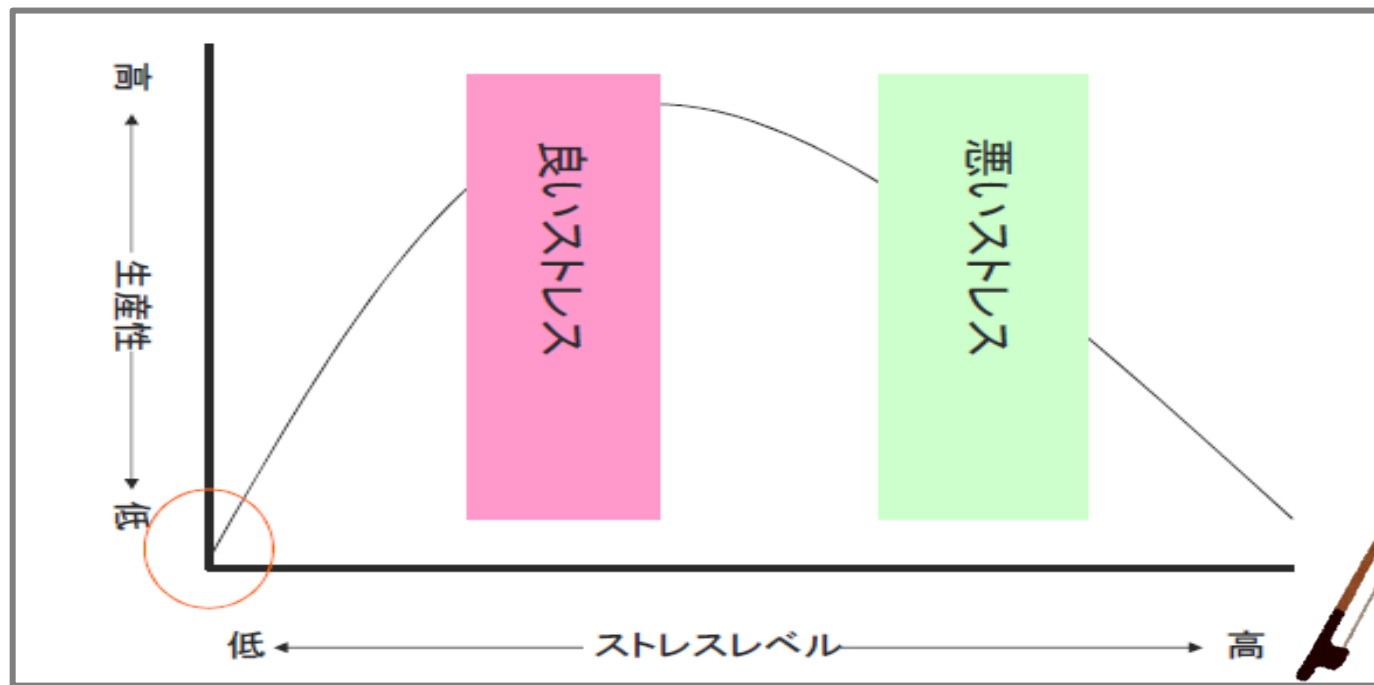 高
生産性
低
良いストレス
悪いストレス
低
ストレスレベル
高